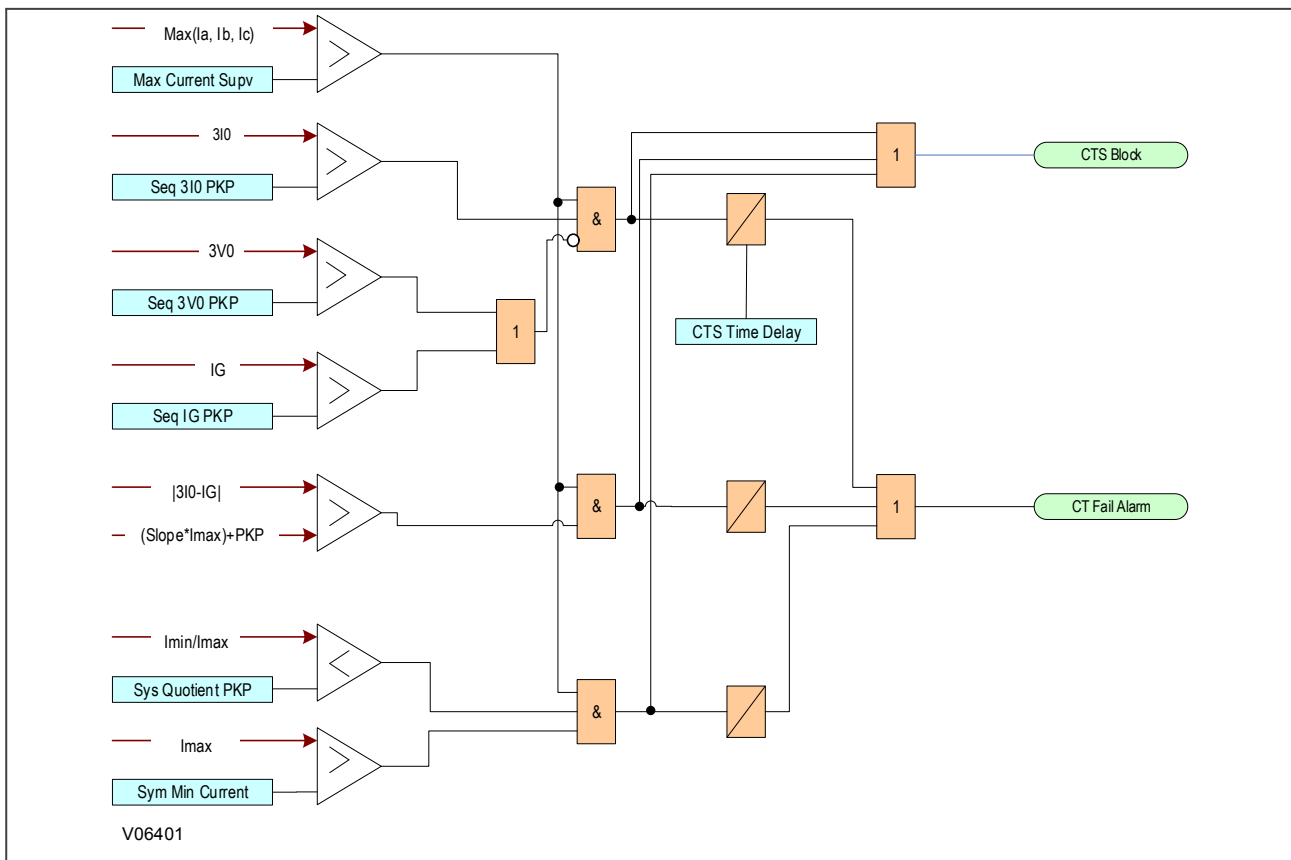 Max(Ia, Ib, Ic)
Max Current Supv
3I0
Seq 3I0 PKP
3V0
Seq 3V0 PKP
IG
Seq IG PKP
|3I0-IG|
(Slope*Imax)+PKP
Imin/Imax
Sys Quotient PKP
Imax
Sym Min Current
&
1
&
&
CTS Time Delay
1
1
CTS Block
CT Fail Alarm
V06401